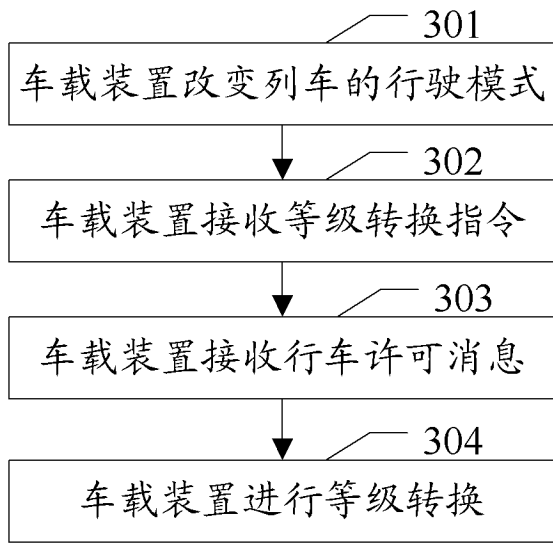 301
车载装置改变列车的行驶模式
302
车载装置接收等级转换指令
303
车载装置接收行车许可消息
304
车载装置进行等级转换